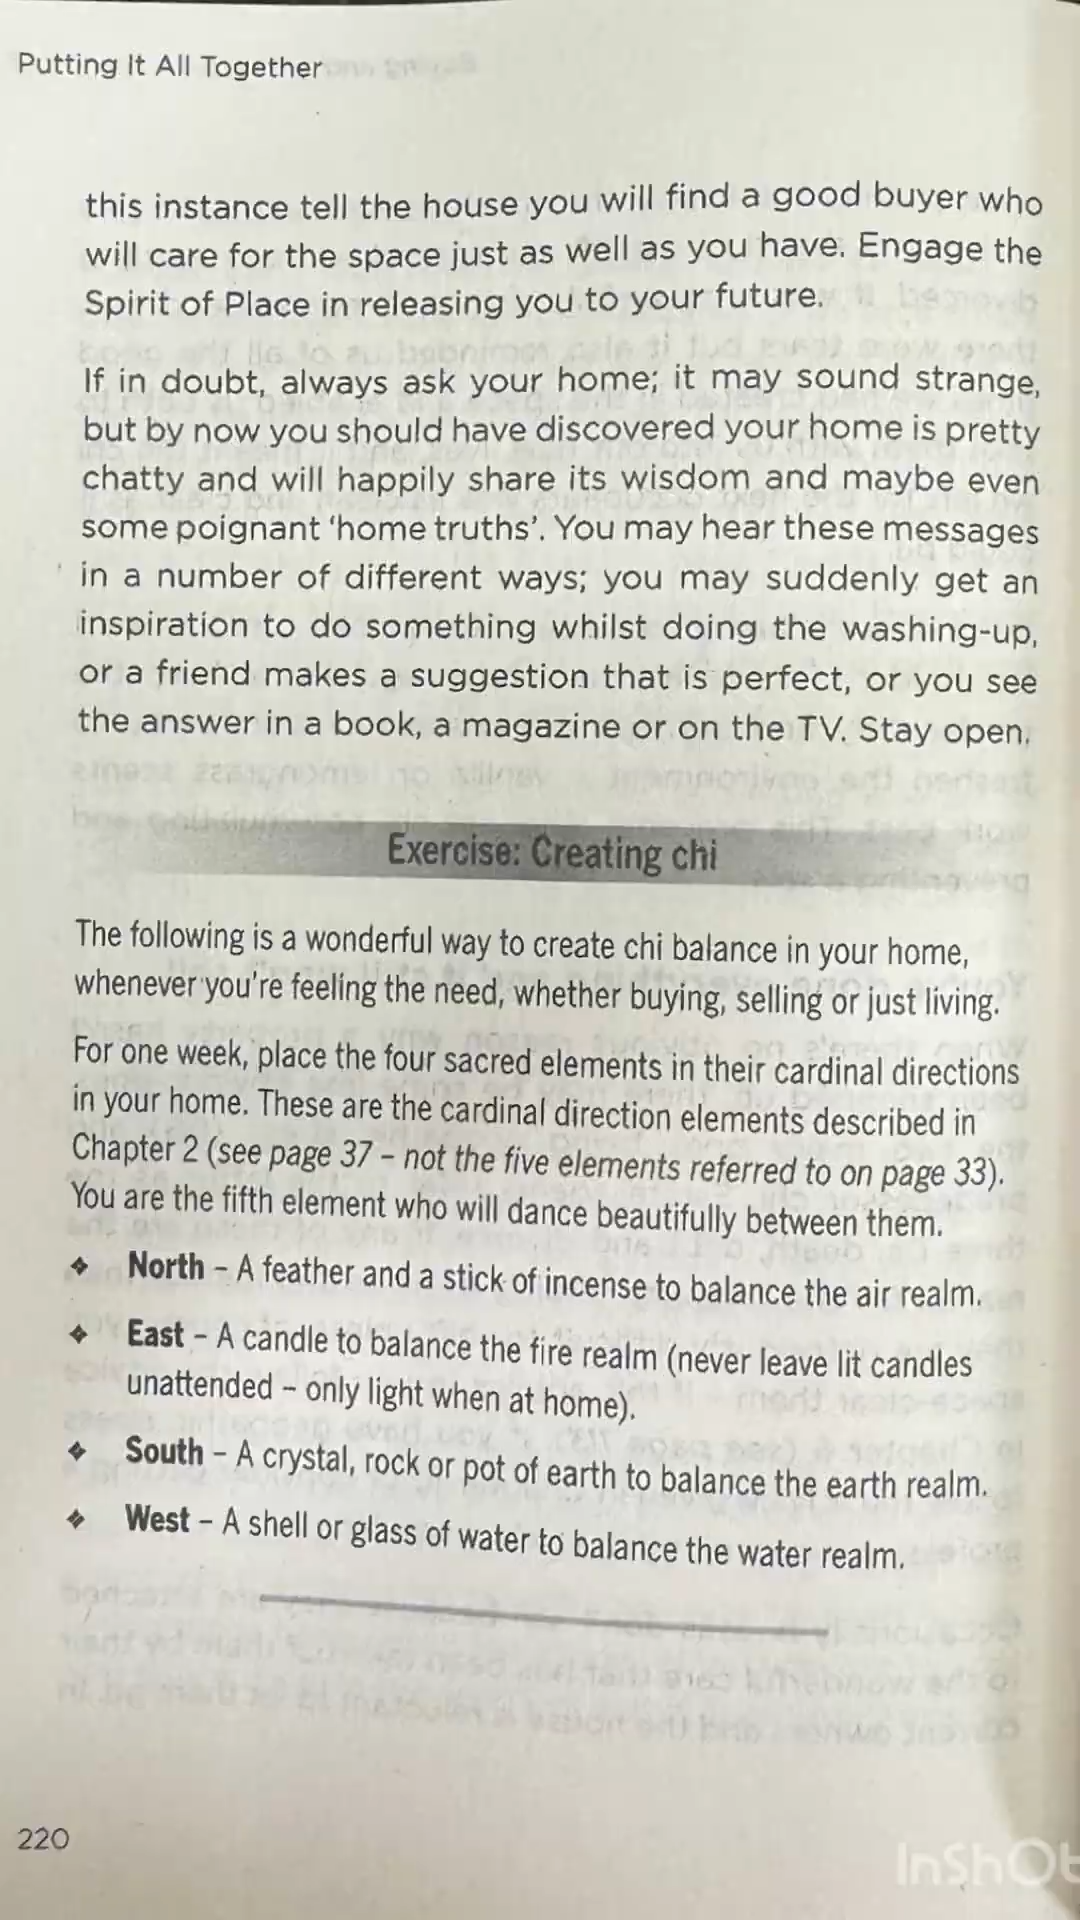 Putting It All Together
this instance tell the house you will find a good buyer who
will care for the space just as well as you have. Engage the
Spirit of Place in releasing you to your future.
If in doubt, always ask your home; it may sound strange,
but by now you should have discovered your home is pretty
chatty and will happily share its wisdom and maybe even
some poignant ‘home truths’. You may hear these messages
in a number of different ways; you may suddenly get an
inspiration to do something whilst doing the washing-up,
or a friend makes a suggestion that is perfect, or you see
the answer in a book, a magazine or on the TV. Stay open.
Exercise: Creating chi
The following is a wonderful way to create chi balance in your home,
whenever you're feeling the need, whether buying, selling or just living.
For one week, place the four sacred elements in their cardinal directions
in your home. These are the cardinal direction elements described in
Chapter 2 (see page 37 – not the five elements referred to on page 33).
You are the fifth element who will dance beautifully between them.
❖ North – A feather and a stick of incense to balance the air realm.
❖ East – A candle to balance the fire realm (never leave lit candles
unattended – only light when at home).
❖ South – A crystal, rock or pot of earth to balance the earth realm.
❖ West – A shell or glass of water to balance the water realm.
220
InShOt